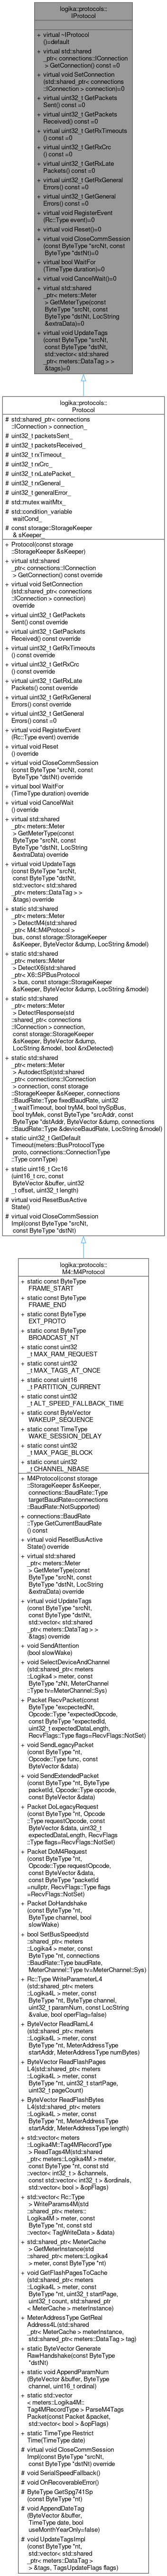 logika::protocols::
IProtocol
+ virtual ~IProtocol
()=default
+ virtual std::shared
_ptr< connections::IConnection
> GetConnection() const =0
+ virtual void SetConnection
(std::shared_ptr< connections
::IConnection > connection)=0
+ virtual uint32_t GetPackets
Sent() const =0
+ virtual uint32_t GetPackets
Received() const =0
+ virtual uint32_t GetRxTimeouts
() const =0
+ virtual uint32_t GetRxCrc
() const =0
+ virtual uint32_t GetRxLate
Packets() const =0
+ virtual uint32_t GetRxGeneral
Errors() const =0
+ virtual uint32_t GetGeneral
Errors() const =0
+ virtual void RegisterEvent
(Rc::Type event)=0
+ virtual void Reset()=0
+ virtual void CloseCommSession
(const ByteType *srcNt, const
ByteType *dstNt)=0
+ virtual bool WaitFor
(TimeType duration)=0
+ virtual void CancelWait()=0
+ virtual std::shared
_ptr< meters::Meter
> GetMeterType(const
ByteType *srcNt, const
ByteType *dstNt, LocString
&extraData)=0
+ virtual void UpdateTags
(const ByteType *srcNt,
const ByteType *dstNt,
std::vector< std::shared
_ptr< meters::DataTag > >
&tags)=0
logika::protocols::
Protocol
# std::shared_ptr< connections
::IConnection > connection_
# uint32_t packetsSent_
# uint32_t packetsReceived_
# uint32_t rxTimeout_
# uint32_t rxCrc_
# uint32_t rxLatePacket_
# uint32_t rxGeneral_
# uint32_t generalError_
# std::mutex waitMtx_
# std::condition_variable
waitCond_
# const storage::StorageKeeper
& sKeeper_
+ Protocol(const storage
::StorageKeeper &sKeeper)
+ virtual std::shared
_ptr< connections::IConnection
> GetConnection() const override
+ virtual void SetConnection
(std::shared_ptr< connections
::IConnection > connection)
override
+ virtual uint32_t GetPackets
Sent() const override
+ virtual uint32_t GetPackets
Received() const override
+ virtual uint32_t GetRxTimeouts
() const override
+ virtual uint32_t GetRxCrc
() const override
+ virtual uint32_t GetRxLate
Packets() const override
+ virtual uint32_t GetRxGeneral
Errors() const override
+ virtual uint32_t GetGeneral
Errors() const =0
+ virtual void RegisterEvent
(Rc::Type event) override
+ virtual void Reset
() override
+ virtual void CloseCommSession
(const ByteType *srcNt, const
ByteType *dstNt) override
+ virtual bool WaitFor
(TimeType duration) override
+ virtual void CancelWait
() override
+ virtual std::shared
_ptr< meters::Meter
> GetMeterType(const
ByteType *srcNt, const
ByteType *dstNt, LocString
&extraData) override
+ virtual void UpdateTags
(const ByteType *srcNt,
const ByteType *dstNt,
std::vector< std::shared
_ptr< meters::DataTag > >
&tags) override
+ static std::shared
_ptr< meters::Meter
> DetectM4(std::shared
_ptr< M4::M4Protocol >
bus, const storage::StorageKeeper
&sKeeper, ByteVector &dump, LocString &model)
+ static std::shared
_ptr< meters::Meter
> DetectX6(std::shared
_ptr< X6::SPBusProtocol
> bus, const storage::StorageKeeper
&sKeeper, ByteVector &dump, LocString &model)
+ static std::shared
_ptr< meters::Meter
> DetectResponse(std
::shared_ptr< connections
::IConnection > connection,
const storage::StorageKeeper
&sKeeper, ByteVector &dump,
LocString &model, bool &rxDetected)
+ static std::shared
_ptr< meters::Meter
> AutodectSpt(std::shared
_ptr< connections::IConnection
> connection, const storage
::StorageKeeper &sKeeper, connections
::BaudRate::Type fixedBaudRate, uint32
_t waitTimeout, bool tryM4, bool trySpBus,
bool tryMek, const ByteType *srcAddr, const
ByteType *dstAddr, ByteVector &dump, connections
::BaudRate::Type &deviceBaudRate, LocString &model)
+ static uint32_t GetDefault
Timeout(meters::BusProtocolType
proto, connections::ConnectionType
::Type connType)
+ static uint16_t Crc16
(uint16_t crc, const
ByteVector &buffer, uint32
_t offset, uint32_t length)
# virtual void ResetBusActive
State()
# virtual void CloseCommSession
Impl(const ByteType *srcNt,
const ByteType *dstNt)
logika::protocols::
M4::M4Protocol
+ static const ByteType
FRAME_START
+ static const ByteType
FRAME_END
+ static const ByteType
EXT_PROTO
+ static const ByteType
BROADCAST_NT
+ static const uint32
_t MAX_RAM_REQUEST
+ static const uint32
_t MAX_TAGS_AT_ONCE
+ static const uint16
_t PARTITION_CURRENT
+ static const uint32
_t ALT_SPEED_FALLBACK_TIME
+ static const ByteVector
WAKEUP_SEQUENCE
+ static const TimeType
WAKE_SESSION_DELAY
+ static const uint32
_t MAX_PAGE_BLOCK
+ static const uint32
_t CHANNEL_NBASE
+ M4Protocol(const storage
::StorageKeeper &sKeeper,
connections::BaudRate::Type
targetBaudRate=connections
::BaudRate::NotSupported)
+ connections::BaudRate
::Type GetCurrentBaudRate
() const
+ virtual void ResetBusActive
State() override
+ virtual std::shared
_ptr< meters::Meter
> GetMeterType(const
ByteType *srcNt, const
ByteType *dstNt, LocString
&extraData) override
+ virtual void UpdateTags
(const ByteType *srcNt,
const ByteType *dstNt,
std::vector< std::shared
_ptr< meters::DataTag > >
&tags) override
+ void SendAttention
(bool slowWake)
+ void SelectDeviceAndChannel
(std::shared_ptr< meters
::Logika4 > meter, const
ByteType *zNt, MeterChannel
::Type tv=MeterChannel::Sys)
+ Packet RecvPacket(const
ByteType *excpectedNt,
Opcode::Type *expectedOpcode,
const ByteType *expectedId,
uint32_t expectedDataLength,
RecvFlags::Type flags=RecvFlags::NotSet)
+ void SendLegacyPacket
(const ByteType *nt,
Opcode::Type func, const
ByteVector &data)
+ void SendExtendedPacket
(const ByteType *nt, ByteType
packetId, Opcode::Type opcode,
const ByteVector &data)
+ Packet DoLegacyRequest
(const ByteType *nt, Opcode
::Type requestOpcode, const
ByteVector &data, uint32_t
expectedDataLength, RecvFlags
::Type flags=RecvFlags::NotSet)
+ Packet DoM4Request
(const ByteType *nt,
Opcode::Type requestOpcode,
const ByteVector &data,
const ByteType *packetId
=nullptr, RecvFlags::Type flags
=RecvFlags::NotSet)
+ Packet DoHandshake
(const ByteType *nt,
ByteType channel, bool
slowWake)
+ bool SetBusSpeed(std
::shared_ptr< meters
::Logika4 > meter, const
ByteType *nt, connections
::BaudRate::Type baudRate,
MeterChannel::Type tv=MeterChannel::Sys)
+ Rc::Type WriteParameterL4
(std::shared_ptr< meters
::Logika4L > meter, const
ByteType *nt, ByteType channel,
uint32_t paramNum, const LocString
&value, bool operFlag=false)
+ ByteVector ReadRamL4
(std::shared_ptr< meters
::Logika4L > meter, const
ByteType *nt, MeterAddressType
startAddr, MeterAddressType numBytes)
+ ByteVector ReadFlashPages
L4(std::shared_ptr< meters
::Logika4L > meter, const
ByteType *nt, uint32_t startPage,
uint32_t pageCount)
+ ByteVector ReadFlashBytes
L4(std::shared_ptr< meters
::Logika4L > meter, const
ByteType *nt, MeterAddressType
startAddr, MeterAddressType length)
+ std::vector< meters
::Logika4M::Tag4MRecordType
> ReadTags4M(std::shared
_ptr< meters::Logika4M > meter,
const ByteType *nt, const std
::vector< int32_t > &channels,
const std::vector< int32_t > &ordinals,
std::vector< bool > &opFlags)
+ std::vector< Rc::Type
> WriteParams4M(std
::shared_ptr< meters::
Logika4M > meter, const
ByteType *nt, const std
::vector< TagWriteData > &data)
+ std::shared_ptr< MeterCache
> GetMeterInstance(std
::shared_ptr< meters::Logika4
> meter, const ByteType *nt)
+ void GetFlashPagesToCache
(std::shared_ptr< meters
::Logika4L > meter, const
ByteType *nt, uint32_t startPage,
uint32_t count, std::shared_ptr
< MeterCache > meterInstance)
+ MeterAddressType GetReal
Address4L(std::shared_ptr
< MeterCache > meterInstance,
std::shared_ptr< meters::DataTag > tag)
+ static ByteVector Generate
RawHandshake(const ByteType
*dstNt)
+ static void AppendParamNum
(ByteVector &buffer, ByteType
channel, uint16_t ordinal)
+ static std::vector
< meters::Logika4M::
Tag4MRecordType > ParseM4Tags
Packet(const Packet &packet,
std::vector< bool > &opFlags)
+ static TimeType Restrict
Time(TimeType date)
# virtual void CloseCommSession
Impl(const ByteType *srcNt,
const ByteType *dstNt) override
# void SerialSpeedFallback()
# void OnRecoverableError()
# ByteType GetSpg741Sp
(const ByteType *nt)
# void AppendDateTag
(ByteVector &buffer,
TimeType date, bool
useMonthYearOnly=false)
# void UpdateTagsImpl
(const ByteType *nt,
std::vector< std::shared
_ptr< meters::DataTag >
> &tags, TagsUpdateFlags flags)